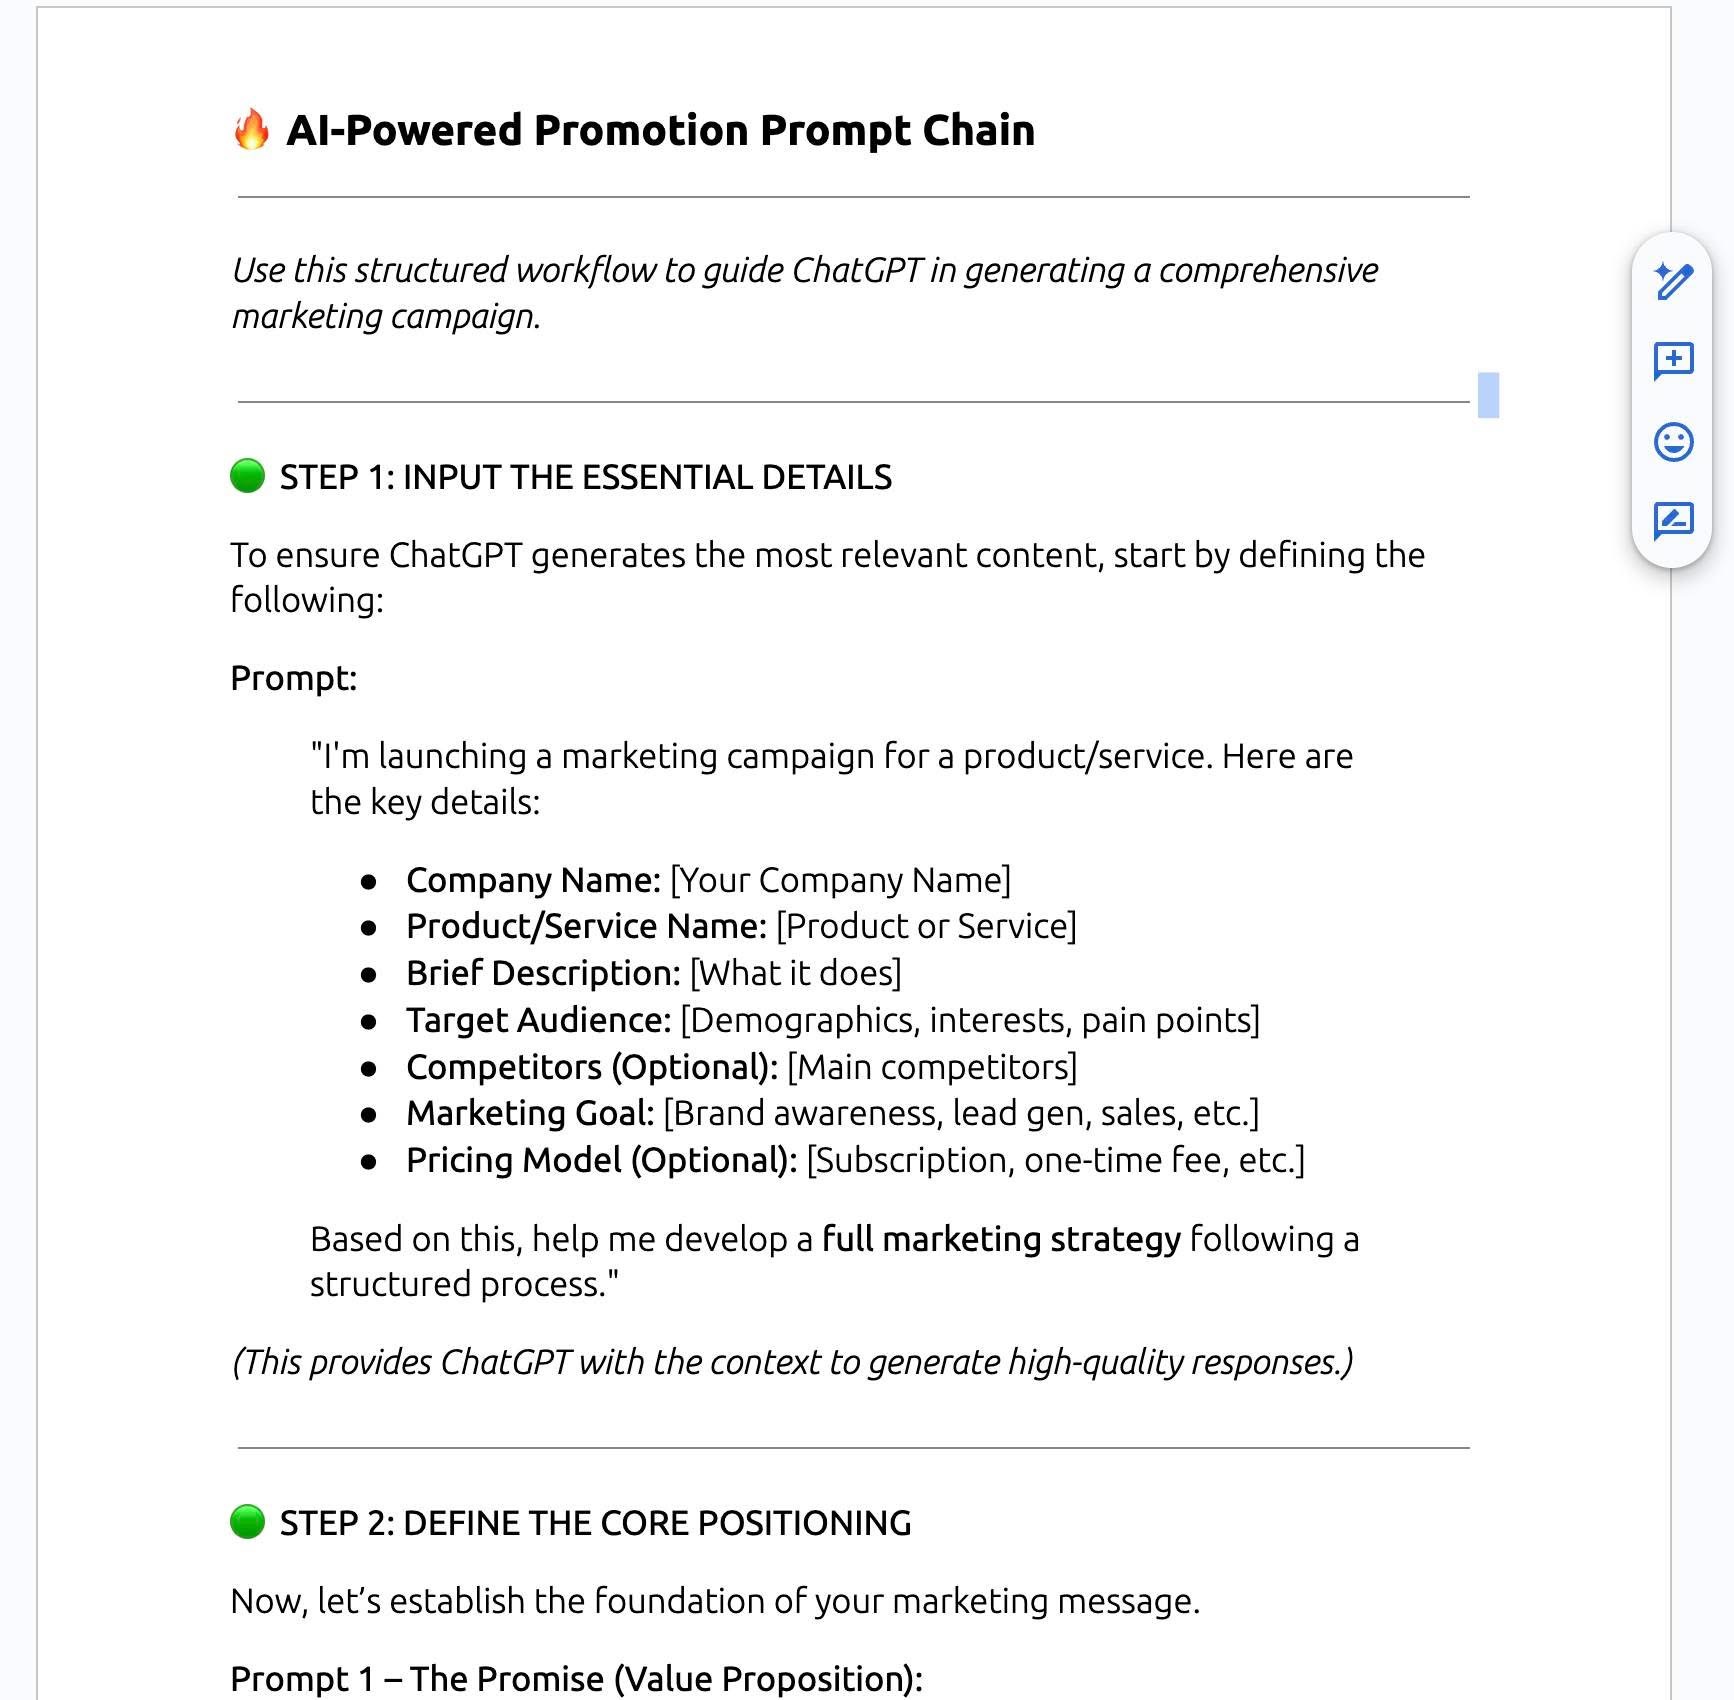 🔥 AI-Powered Promotion Prompt Chain
Use this structured workflow to guide ChatGPT in generating a comprehensive
marketing campaign.
🟢 STEP 1: INPUT THE ESSENTIAL DETAILS
To ensure ChatGPT generates the most relevant content, start by defining the
following:
Prompt:
"I'm launching a marketing campaign for a product/service. Here are
the key details:
● Company Name: [Your Company Name]
● Product/Service Name: [Product or Service]
● Brief Description: [What it does]
● Target Audience: [Demographics, interests, pain points]
● Competitors (Optional): [Main competitors]
● Marketing Goal: [Brand awareness, lead gen, sales, etc.]
● Pricing Model (Optional): [Subscription, one-time fee, etc.]
Based on this, help me develop a full marketing strategy following a
structured process."
(This provides ChatGPT with the context to generate high-quality responses.)
🟢 STEP 2: DEFINE THE CORE POSITIONING
Now, let’s establish the foundation of your marketing message.
Prompt 1 – The Promise (Value Proposition):